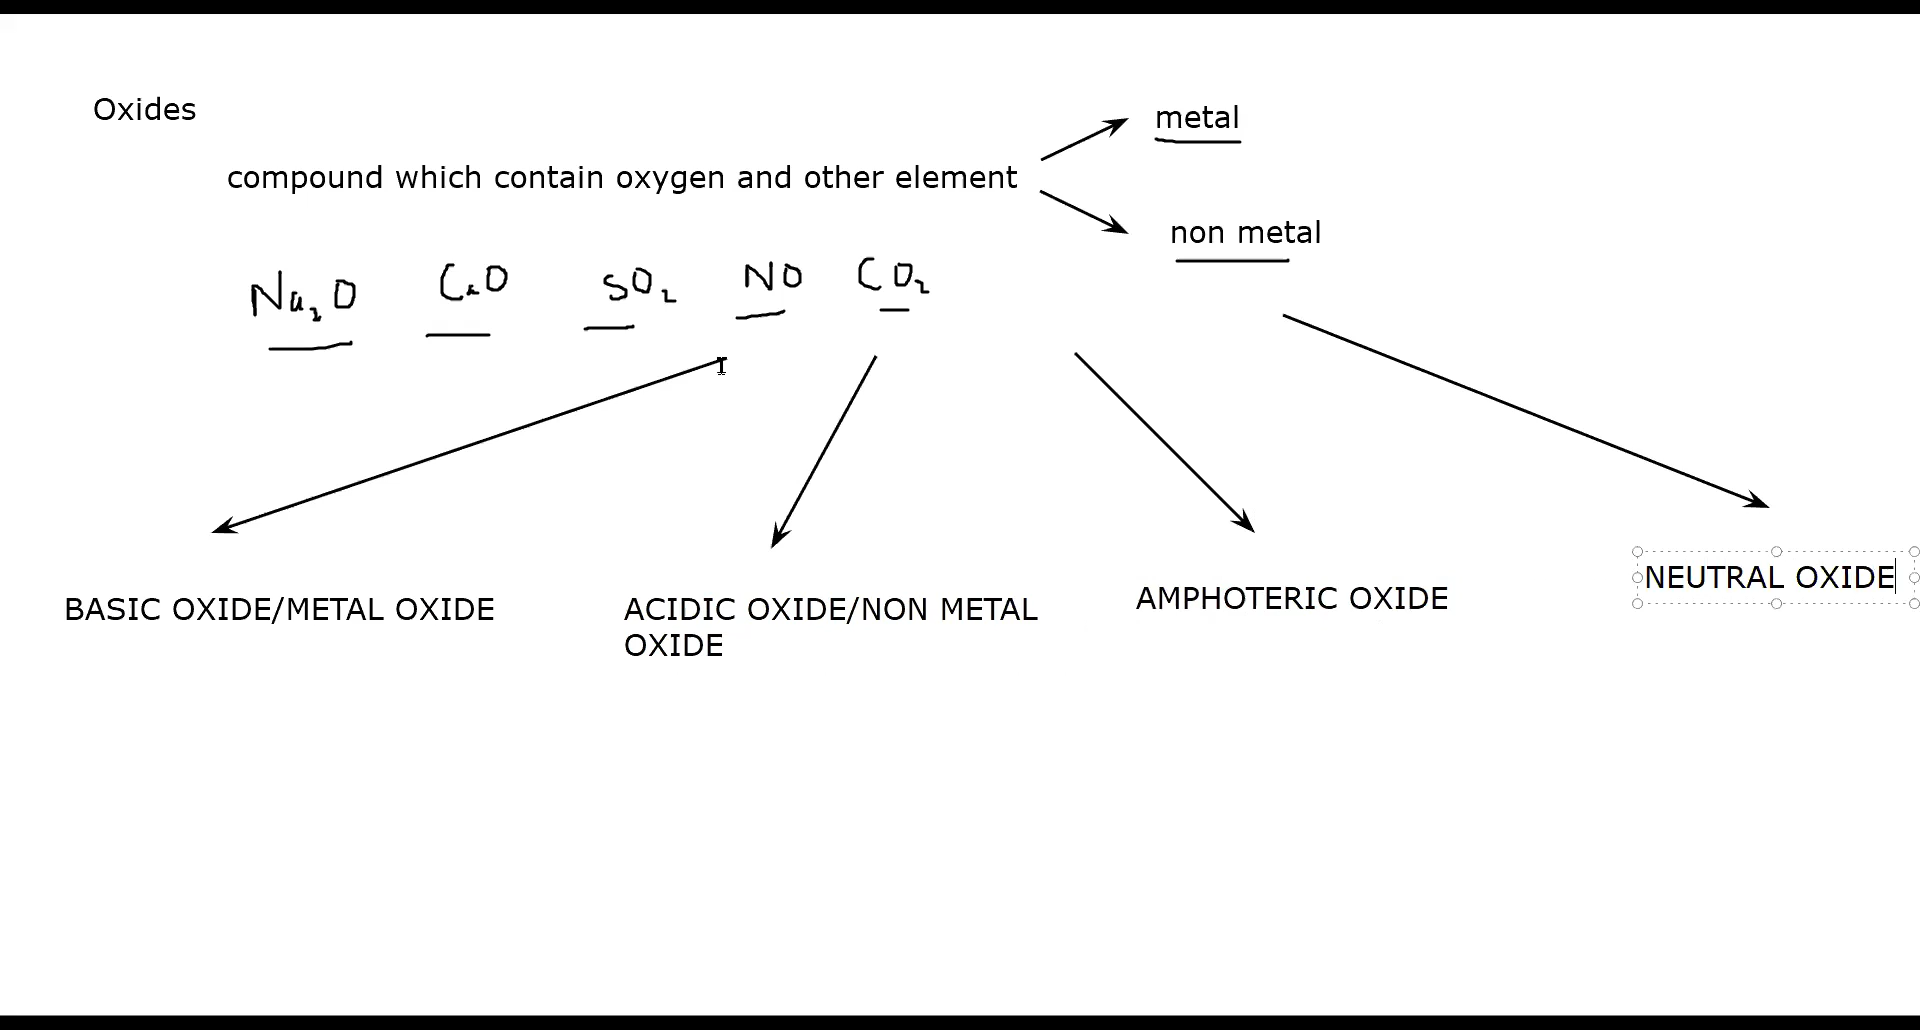 Oxides
metal
compound which contain oxygen and other element
non metal
Na₂O CaO SO₂ NO CO₂
BASIC OXIDE/METAL OXIDE
ACIDIC OXIDE/NON METAL
OXIDE
AMPHOTERIC OXIDE
NEUTRAL OXIDE